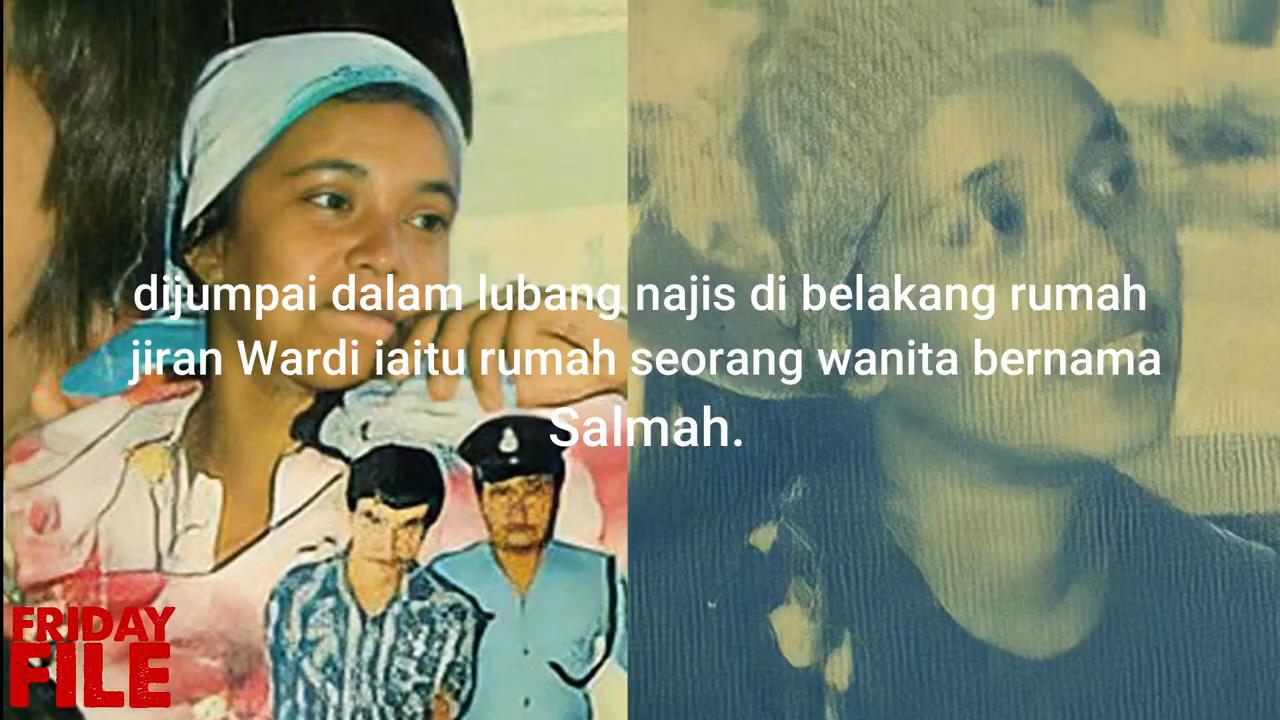 dijumpai dalam lubang najis di belakang rumah
jiran Wardi iaitu rumah seorang wanita bernama
Salmah.
FRIDAY
FILE